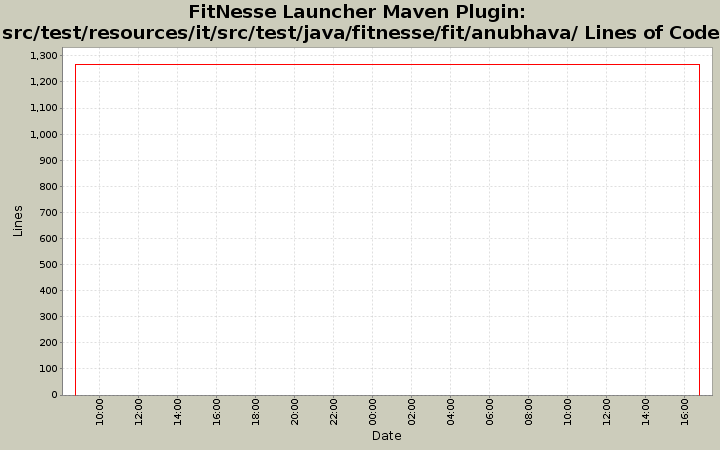 FitNesse Launcher Maven Plugin:
src/test/resources/it/src/test/java/fitnesse/fit/anubhava/ Lines of Code
1,300
1,200
1,100
1,000
900
800
700
600
500
400
300
200
100
0
Lines
10:00 12:00 14:00 16:00 18:00 20:00 22:00 00:00 02:00 04:00 06:00 08:00 10:00 12:00 14:00 16:00
Date